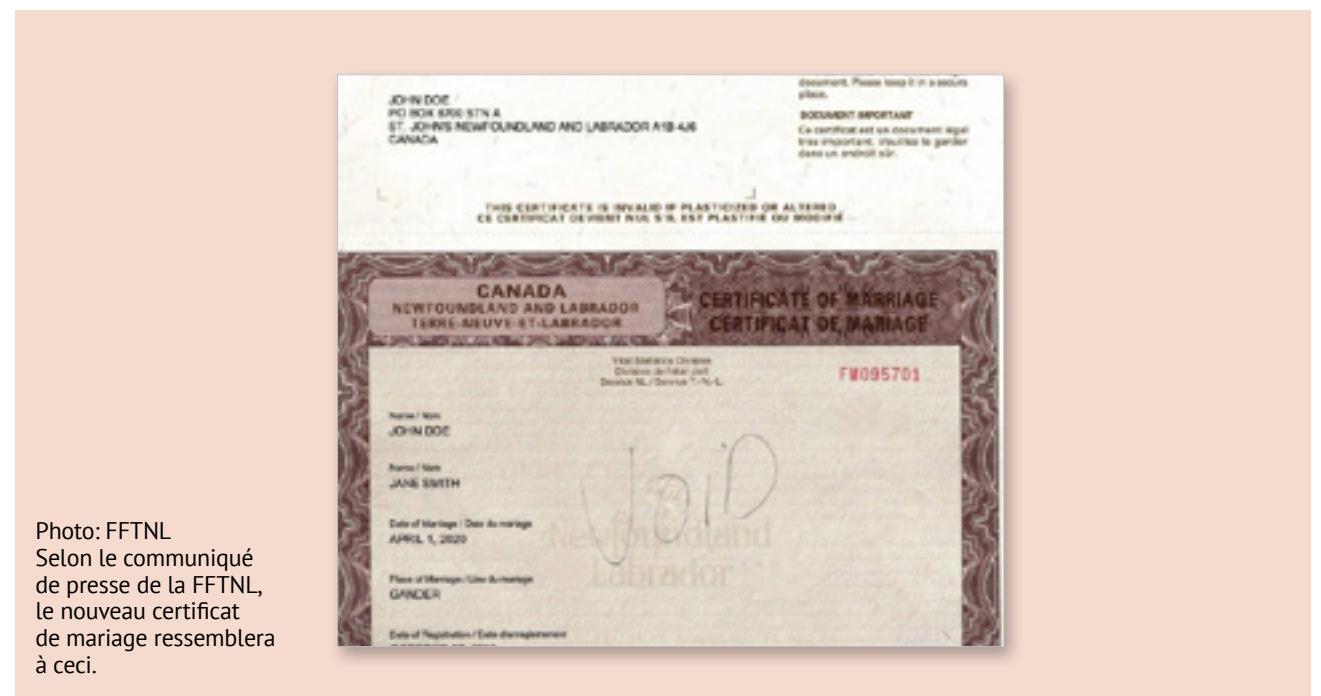 JOHN DOE
PO BOX 8700 STN A
ST. JOHN'S NEWFOUNDLAND AND LABRADOR A1B 4J6
CANADA
document. Please keep it in a secure
place.
DOCUMENT IMPORTANT
Ce certificat est un document légal
très important. Veuillez le garder
dans un endroit sûr.
THIS CERTIFICATE IS INVALID IF PLASTICIZED OR ALTERED
CE CERTIFICAT DEVIENT NUL S'IL EST PLASTIFIÉ OU MODIFIÉ
CANADA
NEWFOUNDLAND AND LABRADOR
TERRE-NEUVE-ET-LABRADOR
CERTIFICATE OF MARRIAGE
CERTIFICAT DE MARIAGE
Vital Statistics Division
Division de l'état civil
Service NL / Service T.-N.-L.
FM095701
Name / Nom
JOHN DOE
Name / Nom
JANE SMITH
VOID
Date of Marriage / Date du mariage
APRIL 1, 2020
Newfoundland
Labrador
Place of Marriage / Lieu du mariage
GANDER
Date of Registration / Date d'enregistrement
Photo: FFTNL
Selon le communiqué
de presse de la FFTNL,
le nouveau certificat
de mariage ressemblera
à ceci.